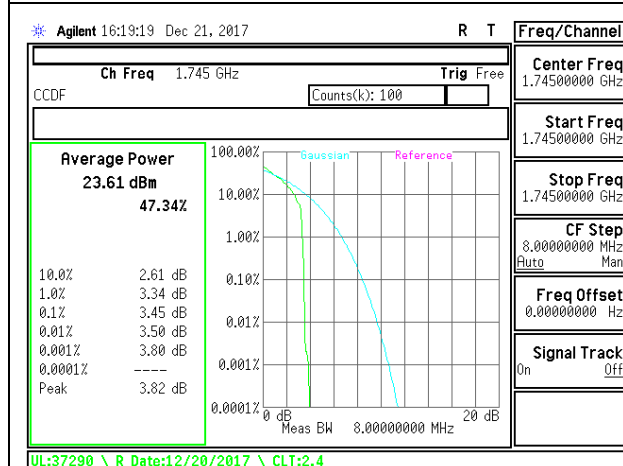 Agilent 16:19:19 Dec 21, 2017 R T
Ch Freq 1.745 GHz Trig Free
CCDF Counts(k): 100
Average Power
23.61 dBm
47.34%
10.0% 2.61 dB
1.0% 3.34 dB
0.1% 3.45 dB
0.01% 3.50 dB
0.001% 3.80 dB
0.0001% ----
Peak 3.82 dB
Gaussian Reference
100.00%
10.00%
1.00%
0.10%
0.01%
0.001%
0.0001%
0 dB 20 dB
Meas BW 8.00000000 MHz
Freq/Channel
Center Freq
1.74500000 GHz
Start Freq
1.74500000 GHz
Stop Freq
1.74500000 GHz
CF Step
8.00000000 MHz
Auto Man
Freq Offset
0.00000000 Hz
Signal Track
On Off
UL:37290 \ R Date:12/20/2017 \ CLT:2.4